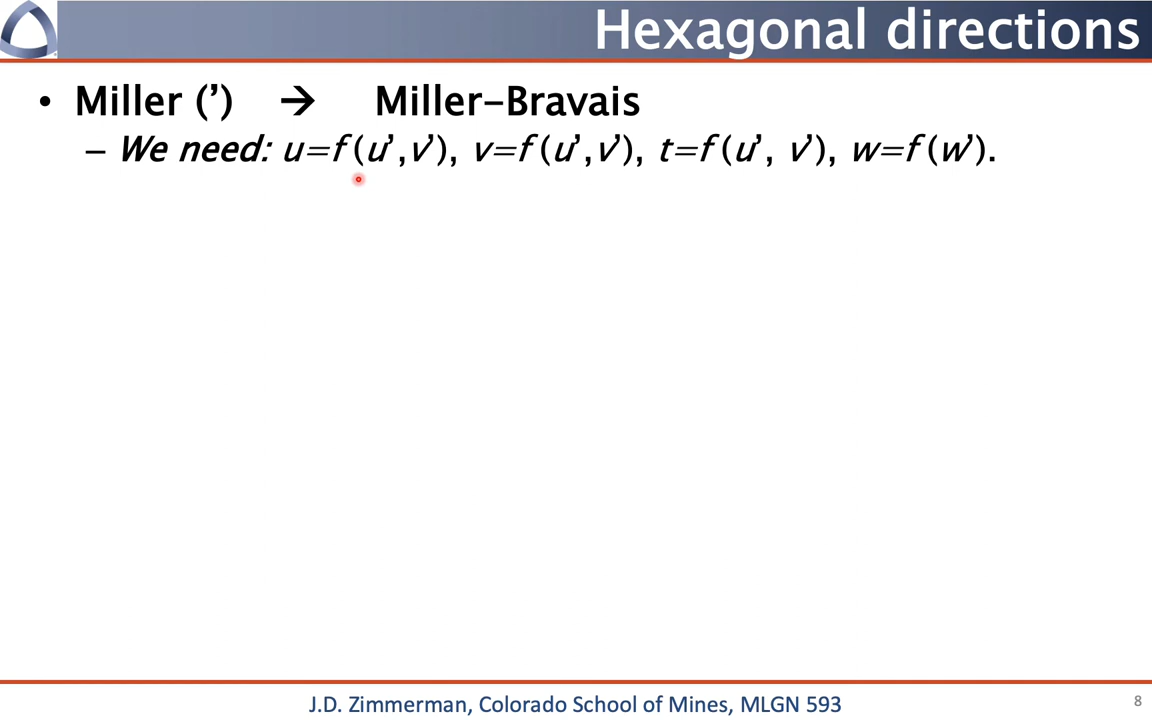 Hexagonal directions
• Miller (’) → Miller-Bravais
– We need: u=f (u’,v’), v=f (u’,v’), t=f (u’, v’), w=f (w’).
J.D. Zimmerman, Colorado School of Mines, MLGN 593
8